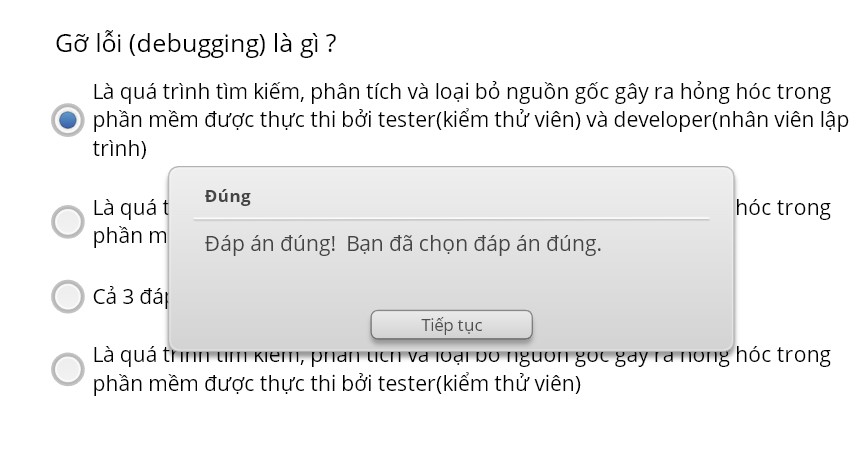 Gỡ lỗi (debugging) là gì ?
Là quá trình tìm kiếm, phân tích và loại bỏ nguồn gốc gây ra hỏng hóc trong
phần mềm được thực thi bởi tester(kiểm thử viên) và developer(nhân viên lập
trình)
Đúng
Là quá hóc trong
Đáp án đúng! Bạn đã chọn đáp án đúng.
phần
Cả 3
Tiếp tục
Là quá trình tìm kiếm, phân tích và loại bỏ nguồn gốc gây ra hỏng hóc trong
phần mềm được thực thi bởi tester(kiểm thử viên)